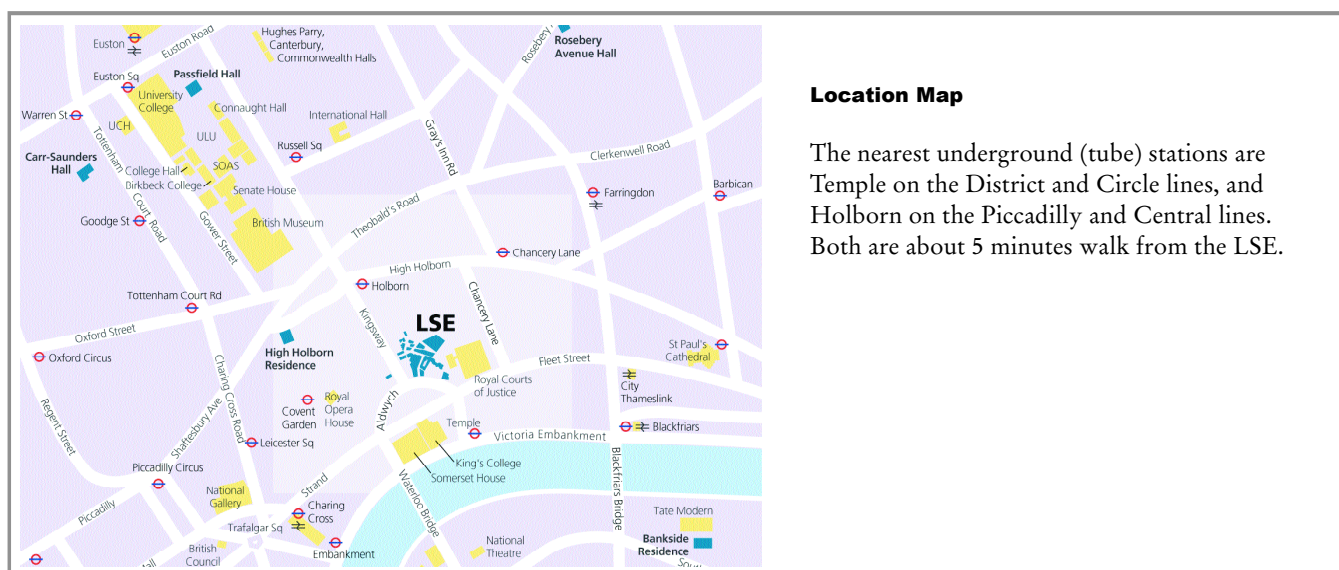 Euston
Euston Road
Hughes Parry,
Canterbury,
Commonwealth Halls
Rosebery
Rosebery
Avenue Hall
Euston Sq
Passfield Hall
University
College
Warren St
UCH
Connaught Hall
International Hall
ULU
Gray's Inn Rd
Tottenham
Court Road
Russell Sq
Clerkenwell Road
Carr-Saunders
Hall
SOAS
College Hall
Birkbeck College
Senate House
Farringdon
Barbican
Goodge St
Gower Street
British Museum
Theobald's Road
Chancery Lane
High Holborn
Holborn
Tottenham Court Rd
Chancery Lane
Kingsway
LSE
Oxford Street
Oxford Circus
High Holborn
Residence
St Paul's
Cathedral
Fleet Street
Royal Courts
of Justice
City
Thameslink
Regent Street
Shaftesbury Ave
Charing Cross Road
Covent
Garden
Royal
Opera
House
Aldwych
Temple
Blackfriars
Victoria Embankment
Leicester Sq
King's College
Somerset House
Piccadilly Circus
Piccadilly
National
Gallery
Strand
Waterloo Bridge
Blackfriars Bridge
Charing
Cross
Trafalgar Sq
Tate Modern
Bankside
Residence
British
Council
Embankment
National
Theatre
Location Map
The nearest underground (tube) stations are
Temple on the District and Circle lines, and
Holborn on the Piccadilly and Central lines.
Both are about 5 minutes walk from the LSE.